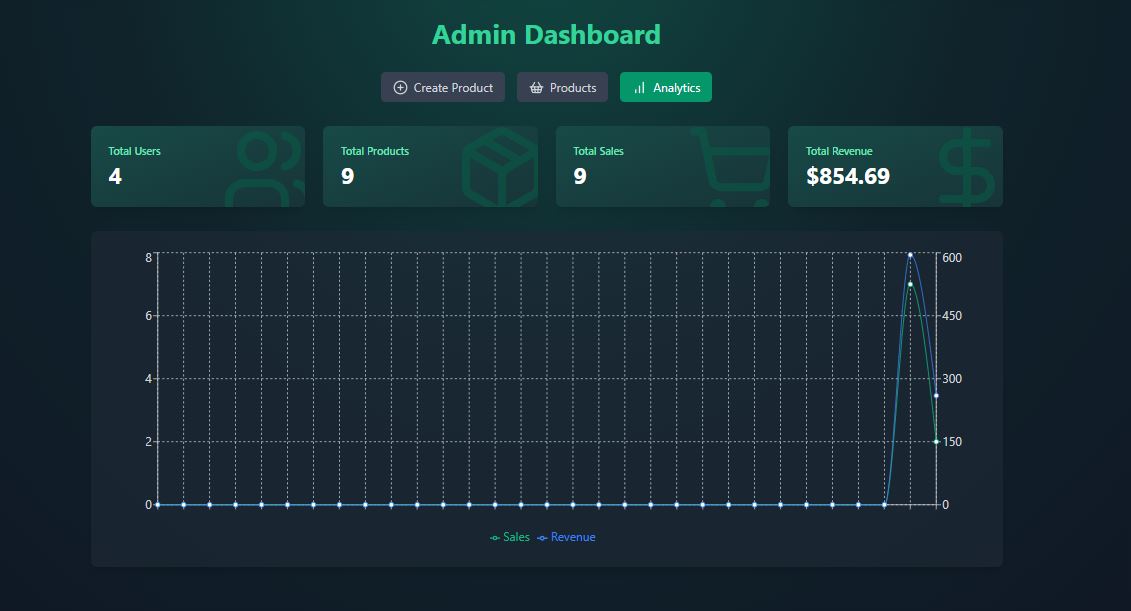 Admin Dashboard
Create Product Products Analytics
Total Users Total Products Total Sales Total Revenue
4 9 9 $854.69
8 600
6 450
4 300
2 150
0 0
Sales Revenue